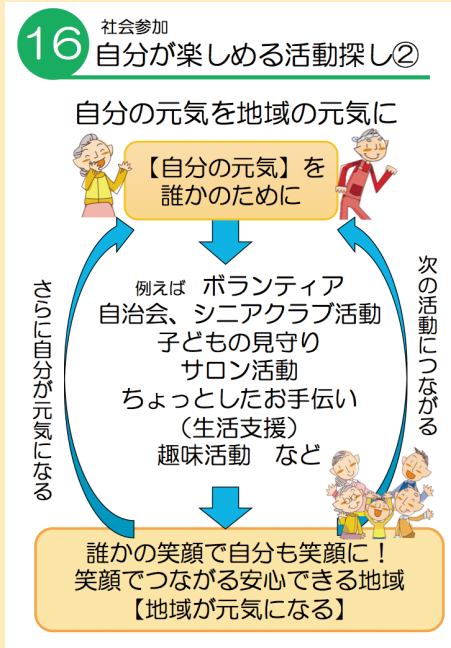 16
社会参加
自分が楽しめる活動探し②
自分の元気を地域の元気に
【自分の元気】を
誰かのために
例えば ボランティア
自治会、シニアクラブ活動
子どもの見守り
サロン活動
ちょっとしたお手伝い
（生活支援）
趣味活動 など
さらに自分が元気になる
次の活動につながる
誰かの笑顔で自分も笑顔に！
笑顔でつながる安心できる地域
【地域が元気になる】